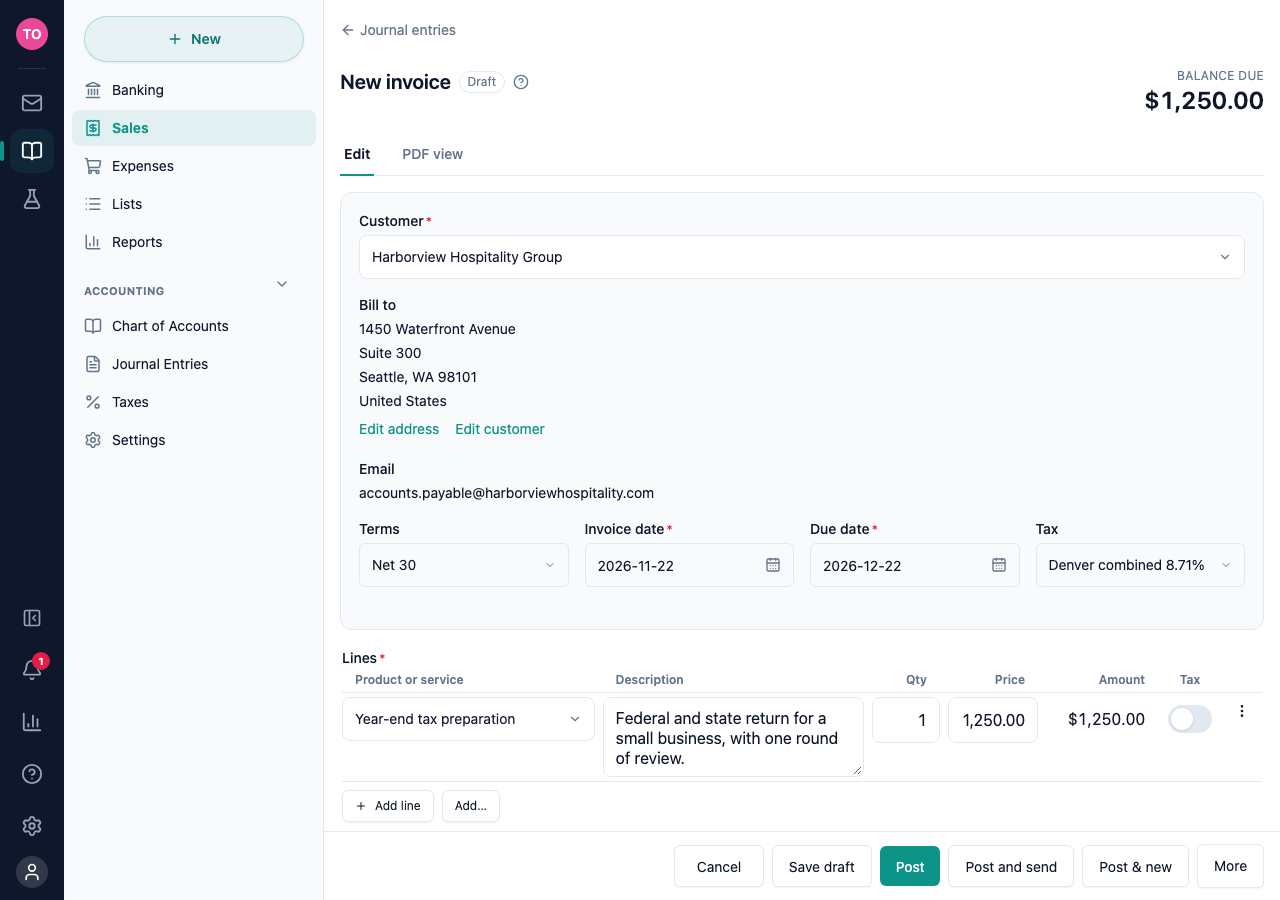 TO
New
Banking
Sales
Expenses
Lists
Reports
ACCOUNTING
Chart of Accounts
Journal Entries
Taxes
Settings
1
Journal entries
New invoice
Draft
BALANCE DUE
$1,250.00
Edit
PDF view
Customer*
Harborview Hospitality Group
Bill to
1450 Waterfront Avenue
Suite 300
Seattle, WA 98101
United States
Edit address
Edit customer
Email
accounts.payable@harborviewhospitality.com
Terms
Invoice date*
Due date*
Tax
Net 30
2026-11-22
2026-12-22
Denver combined 8.71%
Lines*
Product or service
Description
Qty
Price
Amount
Tax
Year-end tax preparation
Federal and state return for a
small business, with one round
of review.
1
1,250.00
$1,250.00
Add line
Add...
Cancel
Save draft
Post
Post and send
Post & new
More